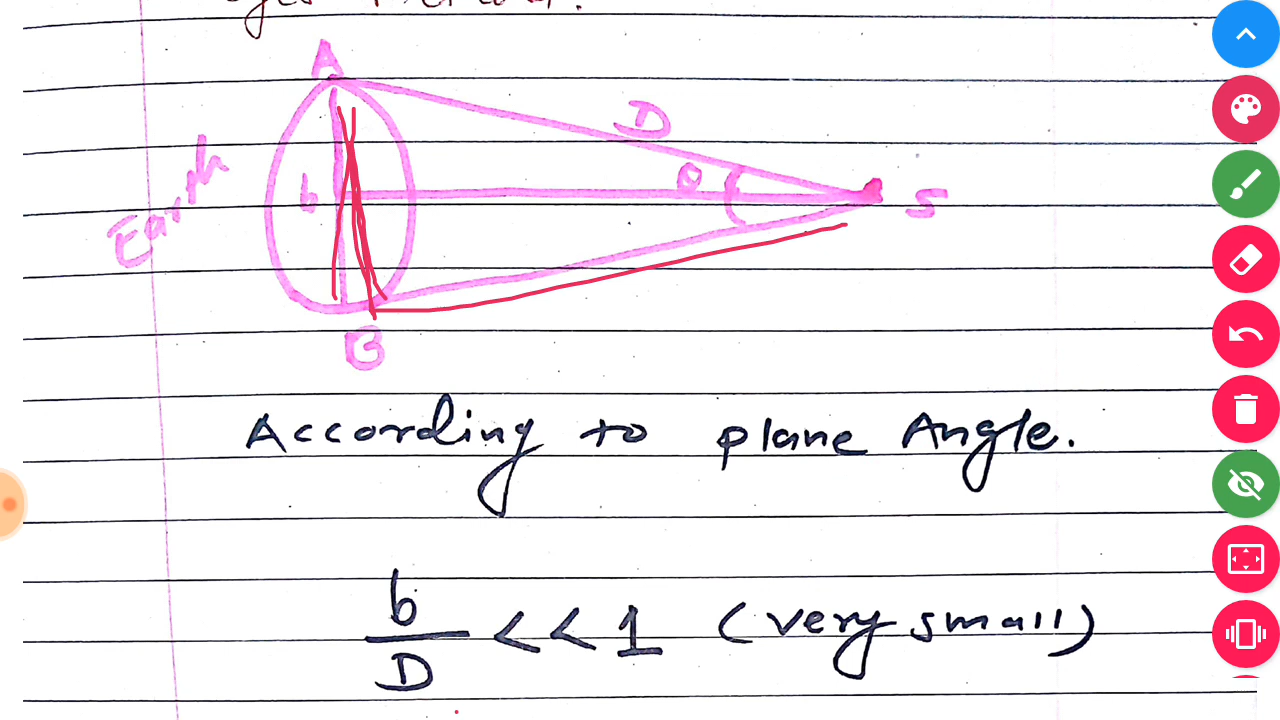 A
D
θ
b
S
Earth
B
According to plane Angle.
b
D
< < 1 (very small)